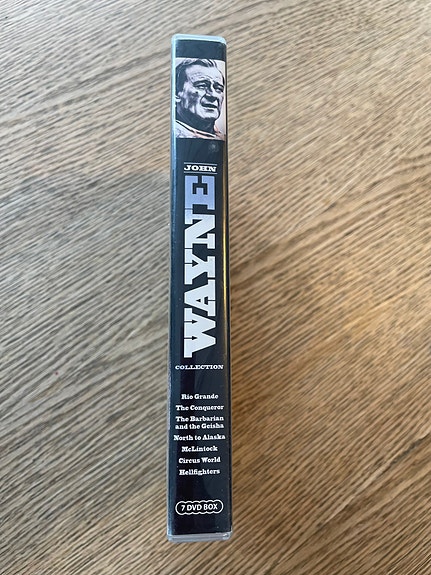 JOHN
WAYNE
COLLECTION
Rio Grande
The Conqueror
The Barbarian
and the Geisha
North to Alaska
McLintock
Circus World
Hellfighters
7 DVD BOX